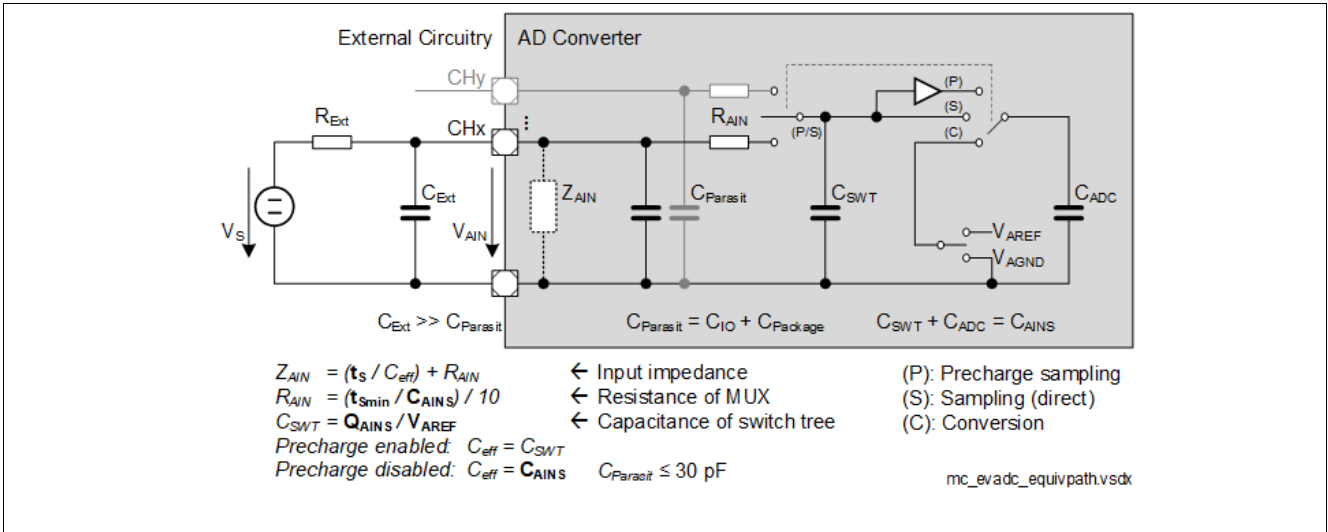 External Circuitry AD Converter
CHy
(P)
R_Ext
CHx
R_AIN
(P/S)
(S)
(C)
V_S
C_Ext
V_AIN
Z_AIN
C_Parasit
C_SWT
C_ADC
V_AREF
V_AGND
C_Ext >> C_Parasit
C_Parasit = C_IO + C_Package
C_SWT + C_ADC = C_AINS
Z_AIN = (t_S / C_eff) + R_AIN ← Input impedance (P): Precharge sampling
R_AIN = (t_Smin / C_AINS) / 10 ← Resistance of MUX (S): Sampling (direct)
C_SWT = Q_AINS / V_AREF ← Capacitance of switch tree (C): Conversion
Precharge enabled: C_eff = C_SWT
Precharge disabled: C_eff = C_AINS C_Parasit ≤ 30 pF
mc_evadc_equivpath.vsdx